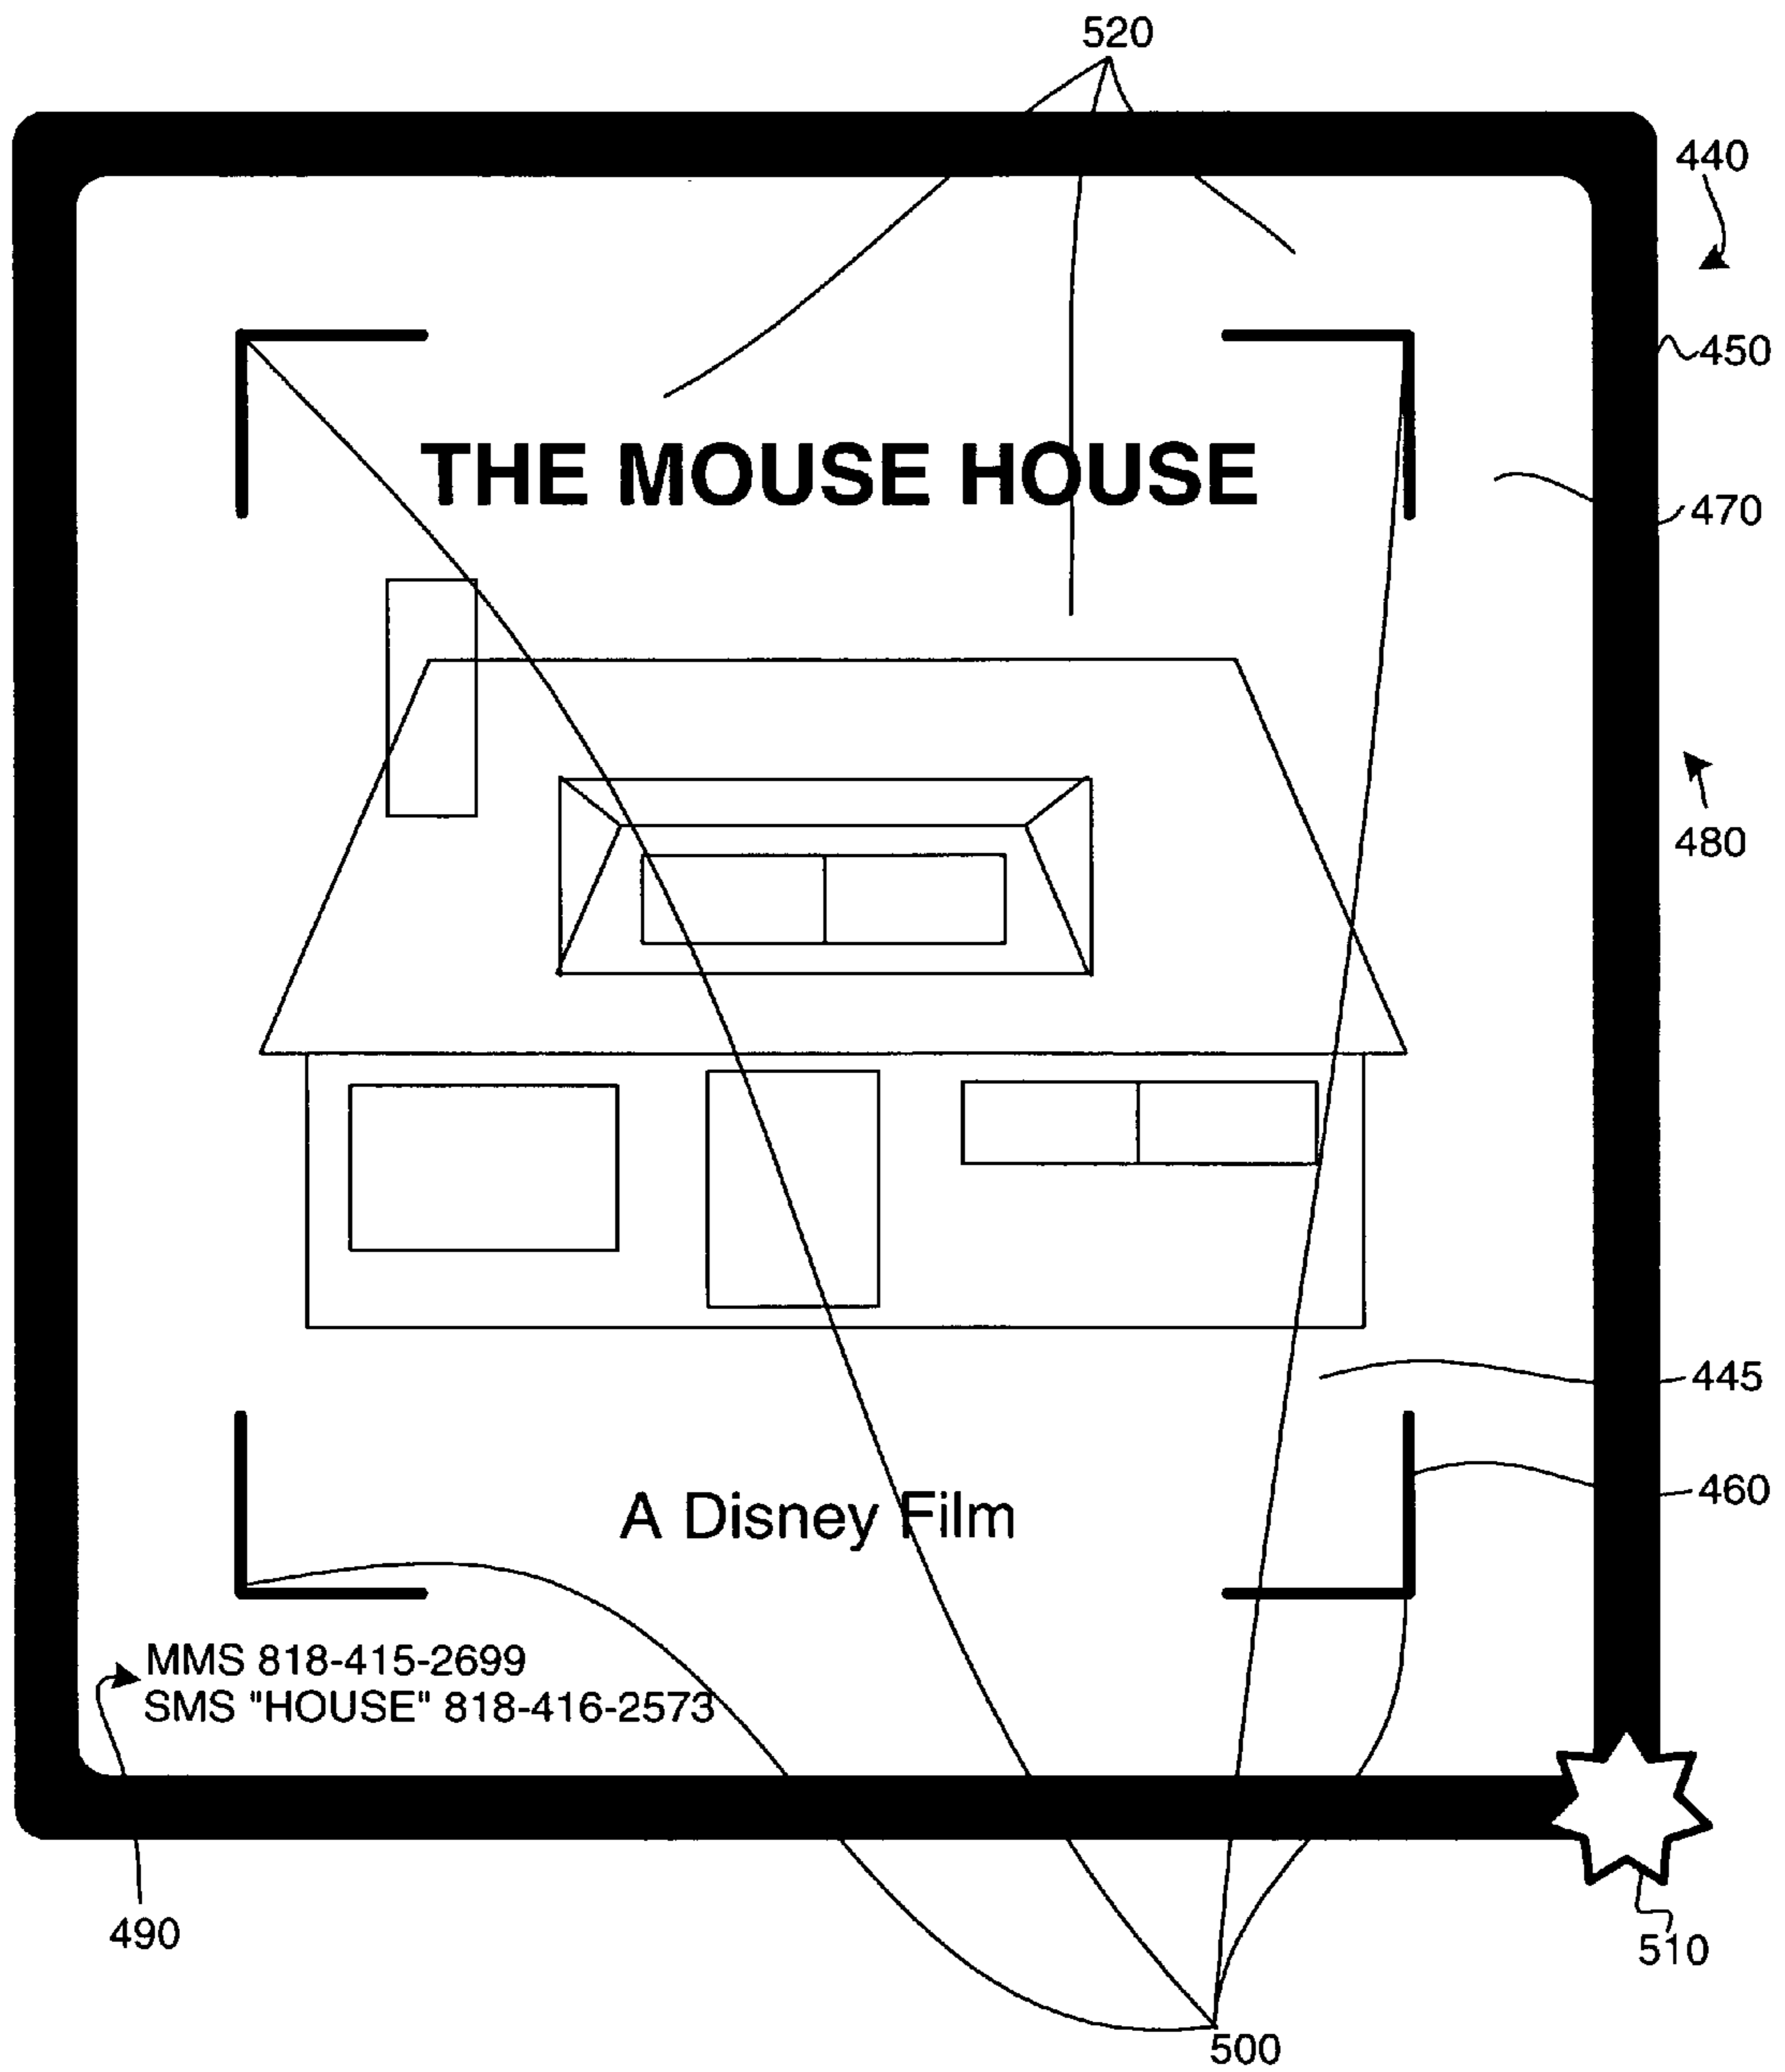 520
440
450
THE MOUSE HOUSE
470
480
445
460
A Disney Film
MMS 818-415-2699
SMS "HOUSE" 818-416-2573
490
510
500